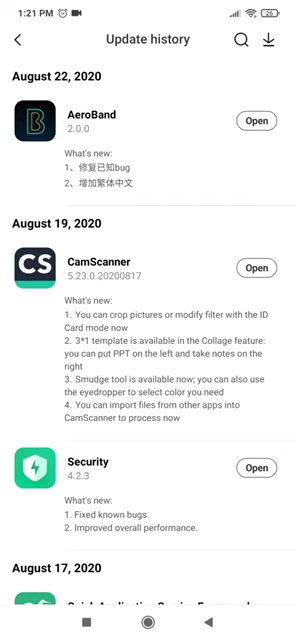 1:21 PM
26
Update history
August 22, 2020
AeroBand
2.0.0
Open
What's new:
1、修复已知bug
2、增加繁体中文
August 19, 2020
CS
CamScanner
5.23.0.20200817
Open
What's new:
1. You can crop pictures or modify filter with the ID
Card mode now
2. 3*1 template is available in the Collage feature:
you can put PPT on the left and take notes on the
right
3. Smudge tool is available now; you can also use
the eyedropper to select color you need
4. You can import files from other apps into
CamScanner to process now
Security
4.2.3
Open
What's new:
1. Fixed known bugs.
2. Improved overall performance.
August 17, 2020